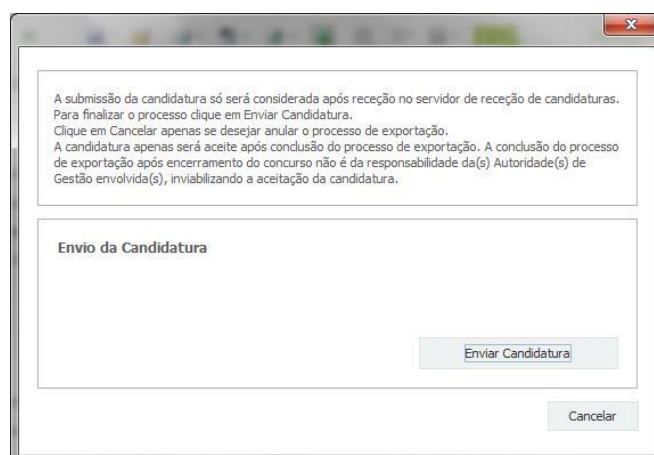 A submissão da candidatura só será considerada após receção no servidor de receção de candidaturas.
Para finalizar o processo clique em Enviar Candidatura.
Clique em Cancelar apenas se desejar anular o processo de exportação.
A candidatura apenas será aceite após conclusão do processo de exportação. A conclusão do processo
de exportação após encerramento do concurso não é da responsabilidade da(s) Autoridade(s) de
Gestão envolvida(s), inviabilizando a aceitação da candidatura.
Envio da Candidatura
Enviar Candidatura
Cancelar